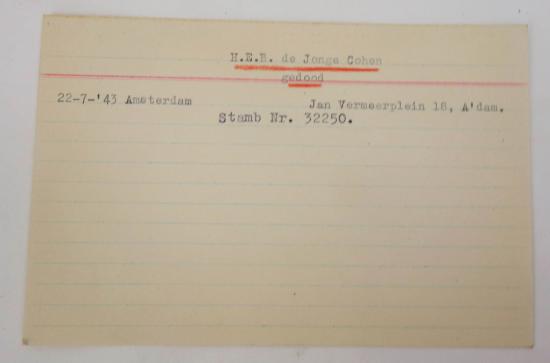 H.E.R. de Jonge Cohen
gedood
22-7-'43 Amsterdam Jan Vermeerplein 18, A'dam.
Stamb Nr. 32250.